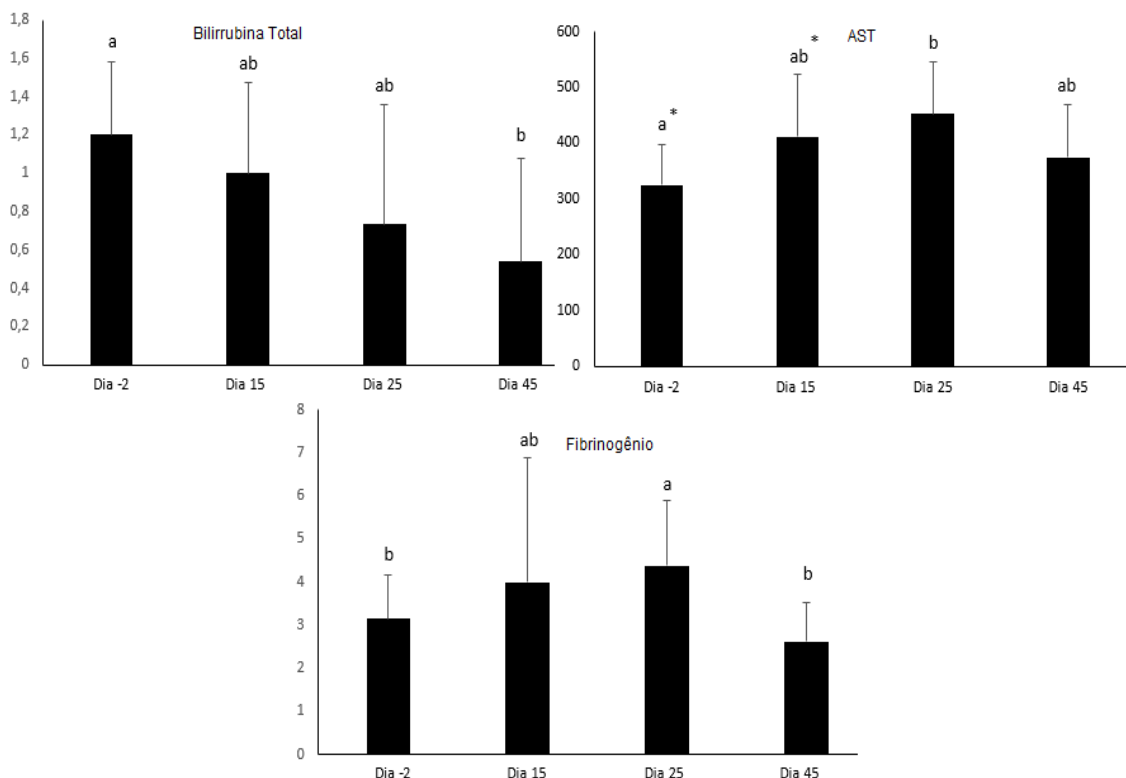 Bilirrubina Total
1,8
1,6
1,4
1,2
1
0,8
0,6
0,4
0,2
0
a
ab
ab
b
Dia -2
Dia 15
Dia 25
Dia 45
AST
600
500
400
300
200
100
0
a*
ab*
b
ab
Dia -2
Dia 15
Dia 25
Dia 45
Fibrinogênio
8
7
6
5
4
3
2
1
0
b
ab
a
b
Dia -2
Dia 15
Dia 25
Dia 45